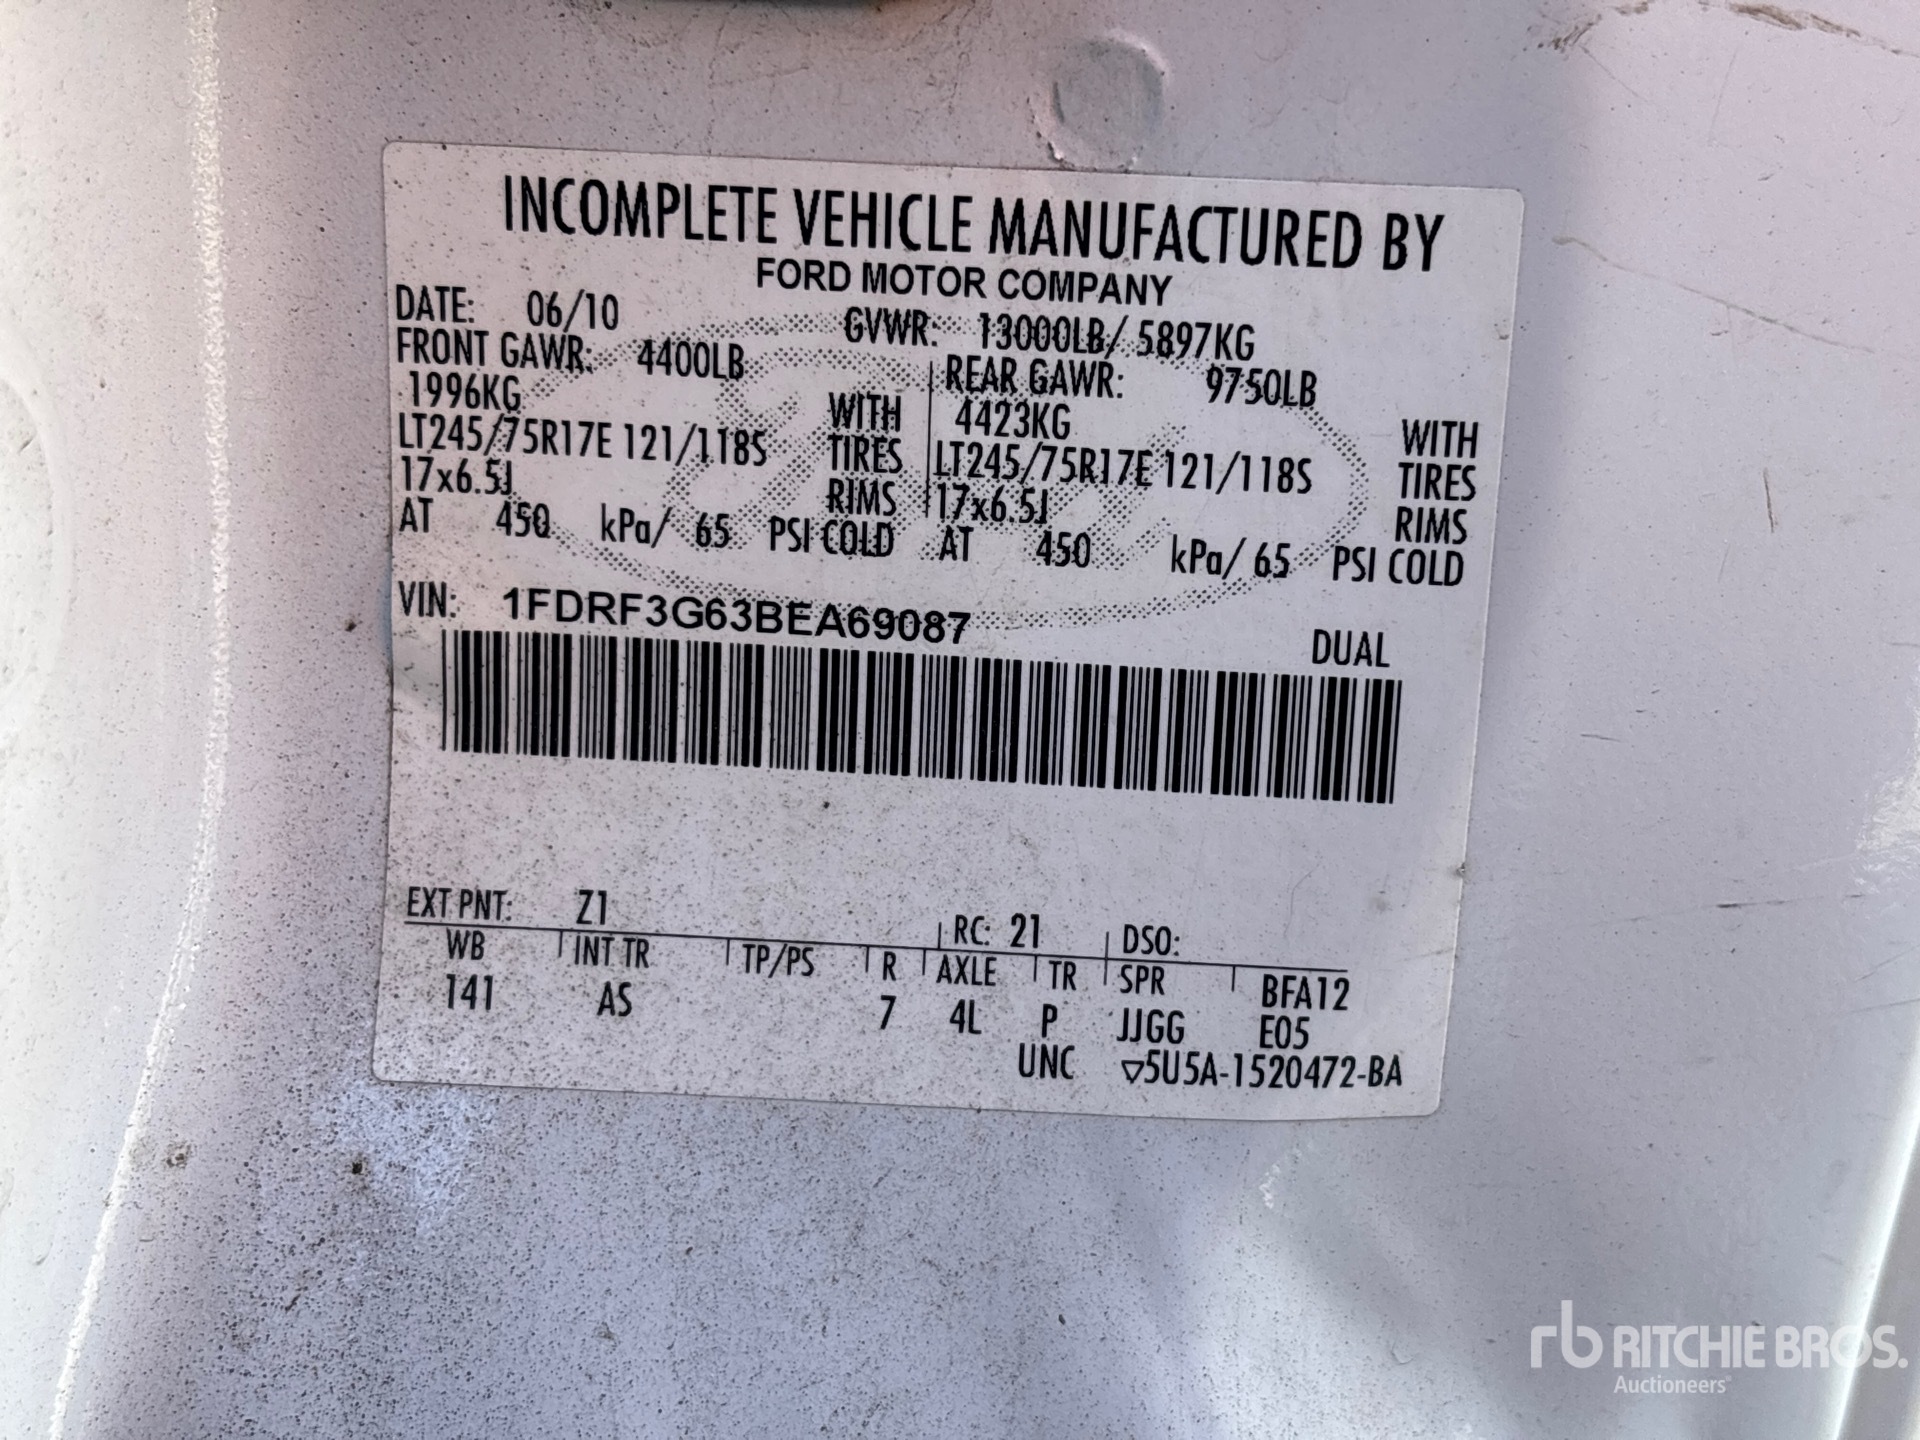 INCOMPLETE VEHICLE MANUFACTURED BY
FORD MOTOR COMPANY
DATE: 06/10 GVWR: 13000LB/ 5897KG
FRONT GAWR: 4400LB REAR GAWR: 9750LB
1996KG WITH 4423KG WITH
LT245/75R17E 121/118S TIRES LT245/75R17E 121/118S TIRES
17x6.5J RIMS 17x6.5J RIMS
AT 450 kPa/ 65 PSI COLD AT 450 kPa/ 65 PSI COLD
VIN: 1FDRF3G63BEA69087
DUAL
EXT PNT: Z1 RC: 21 DSO:
WB INT TR TP/PS R AXLE TR SPR BFA12
141 AS 7 4L P JJGG E05
UNC ▽5U5A-1520472-BA
rb RITCHIE BROS.
Auctioneers